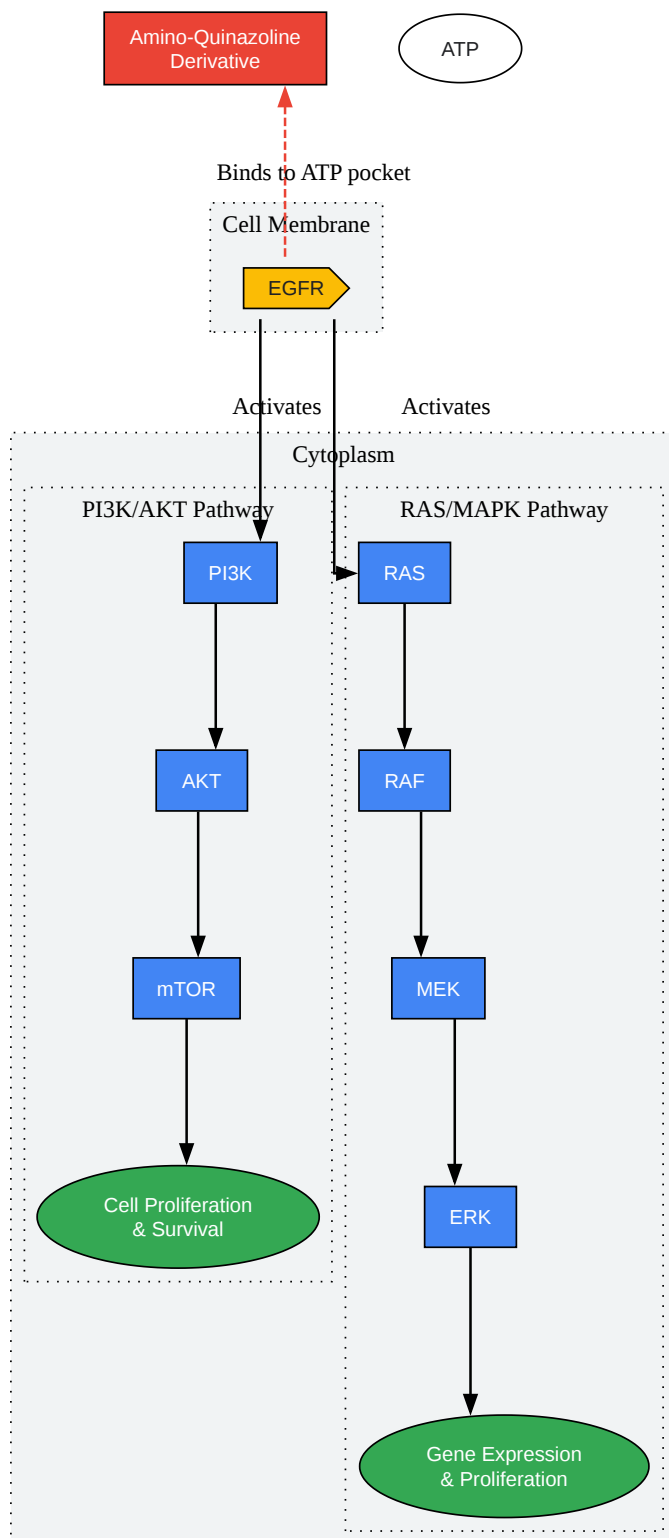 Amino-Quinazoline
Derivative
ATP
Binds to ATP pocket
Cell Membrane
EGFR
Activates
Activates
Cytoplasm
PI3K/AKT Pathway
RAS/MAPK Pathway
PI3K
RAS
AKT
RAF
mTOR
MEK
Cell Proliferation
& Survival
ERK
Gene Expression
& Proliferation